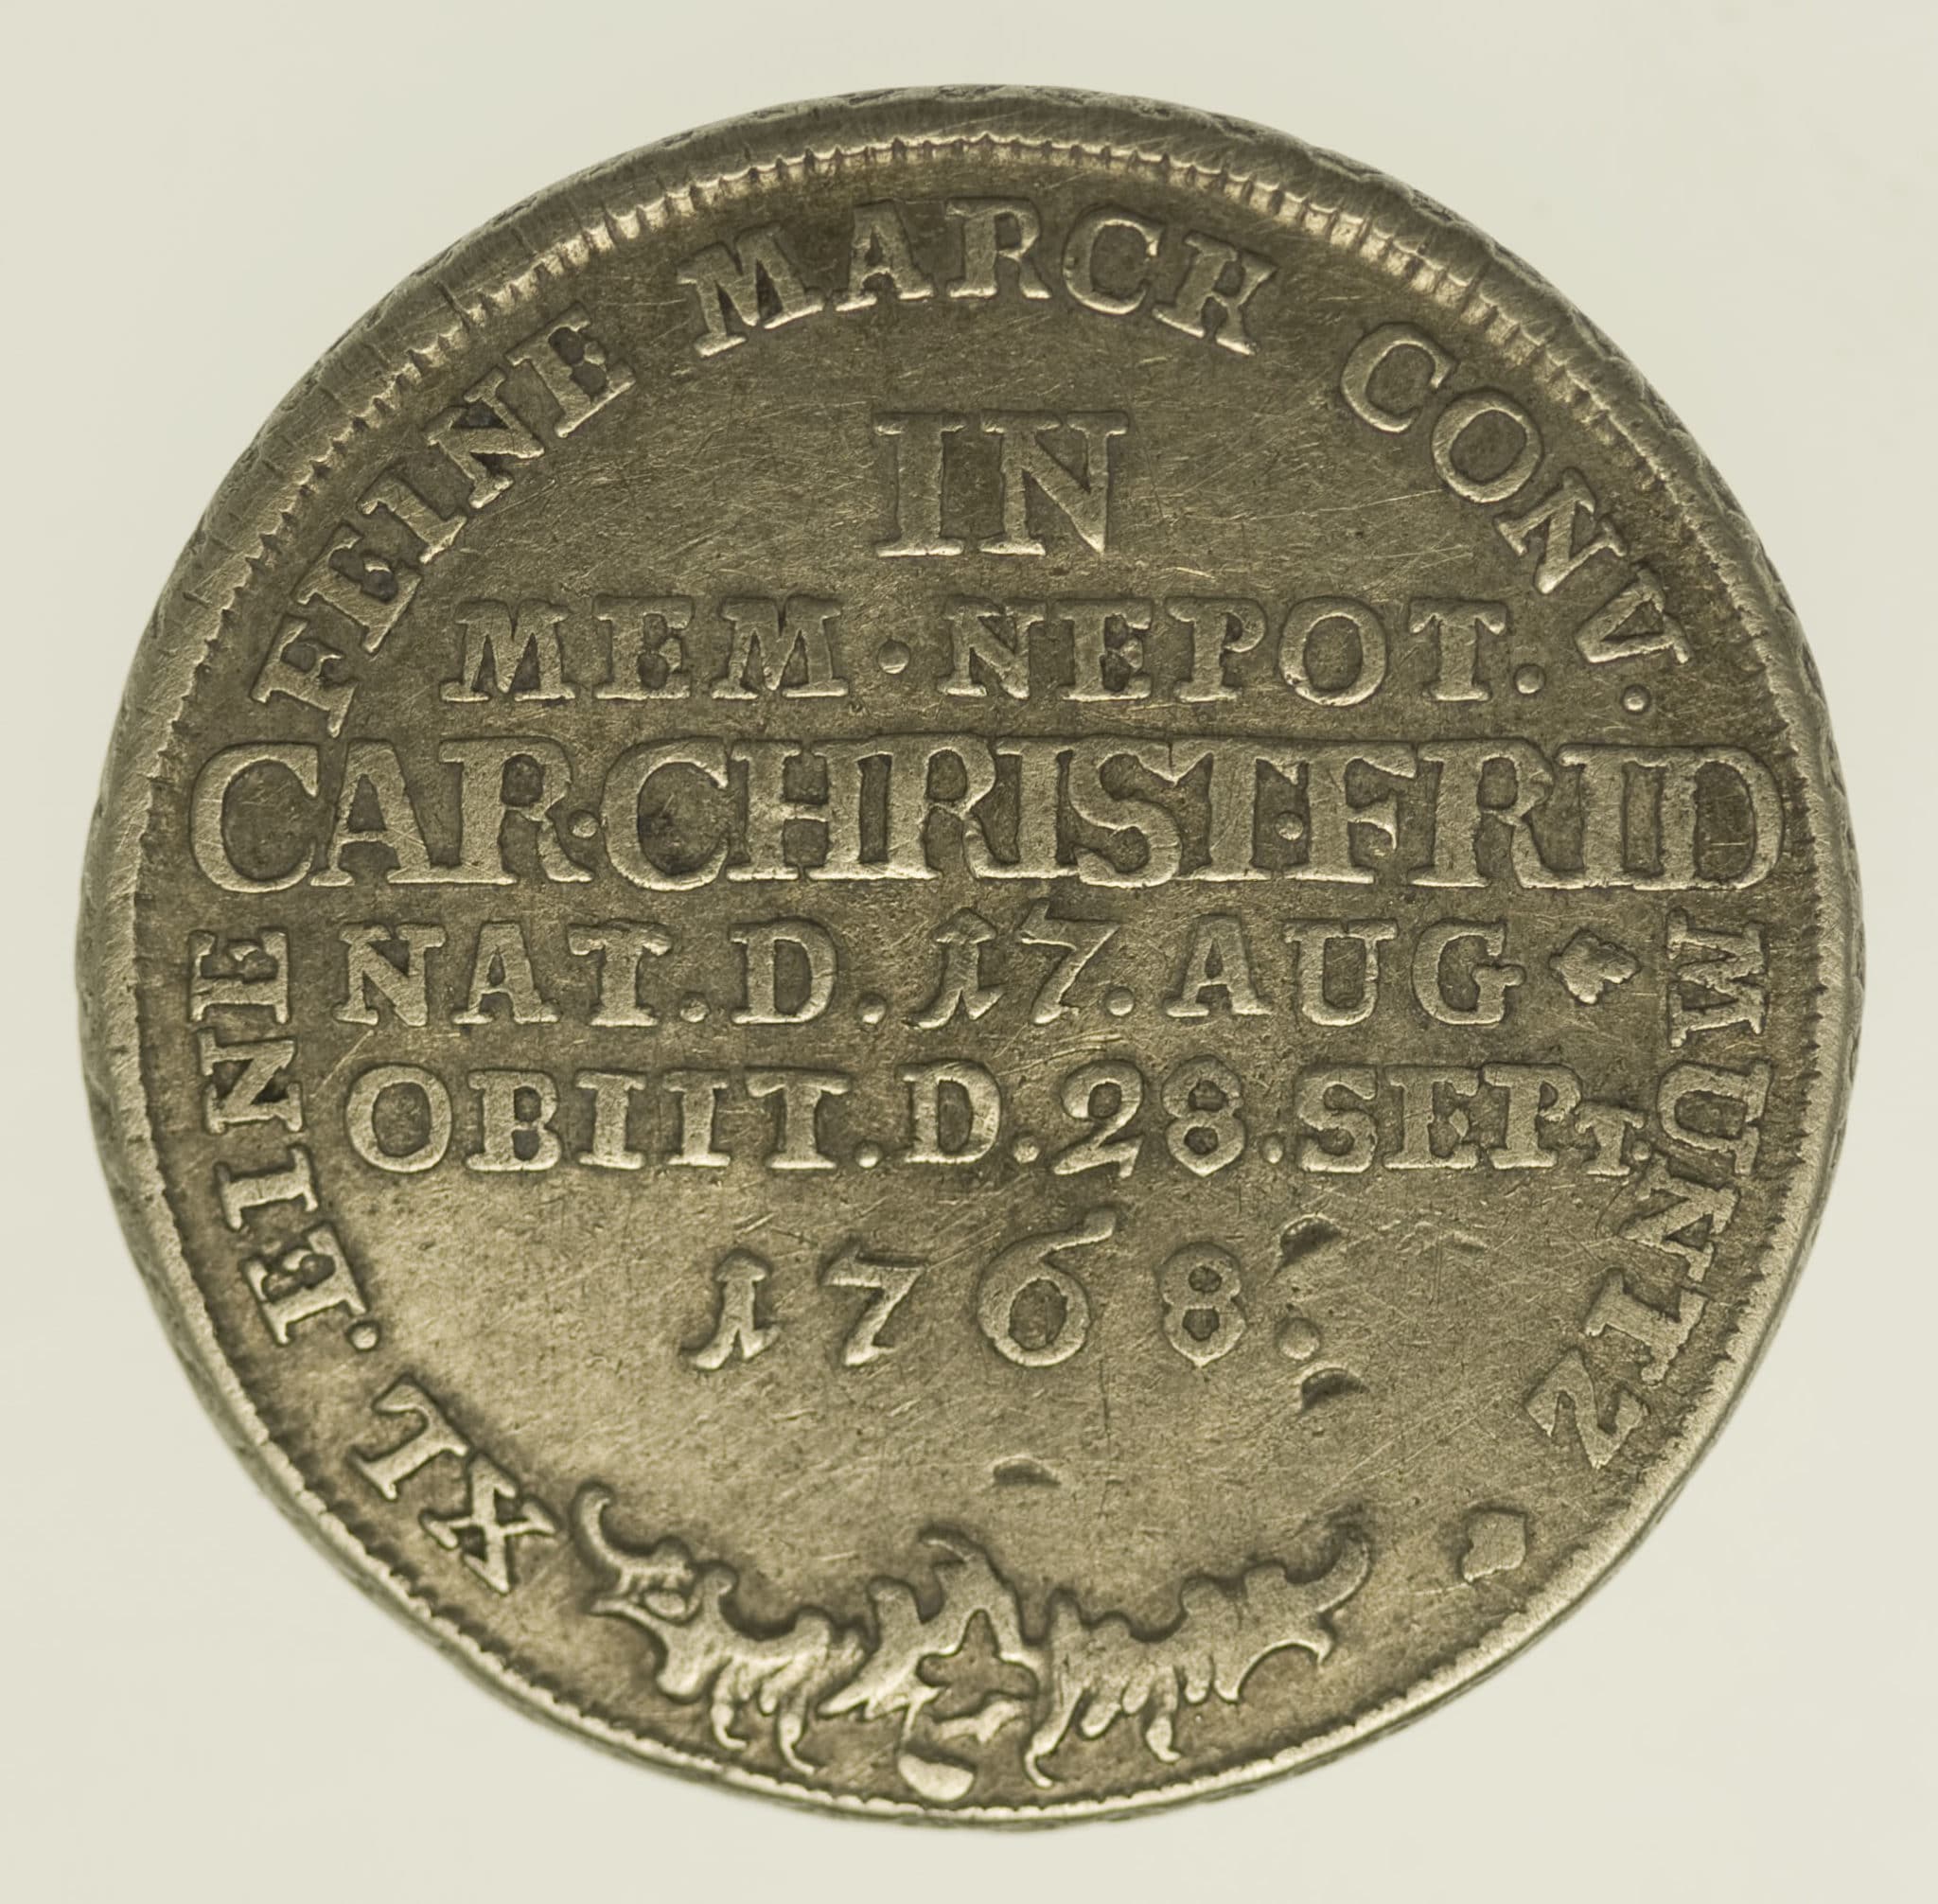 XL. EINE FEINE MARCK CONV. MUNTZ
IN
MEM·NEPOT.
CAR·CHRIST·FRID
NAT.D.17.AUG
OBIIT.D.28.SEPT.
1768.